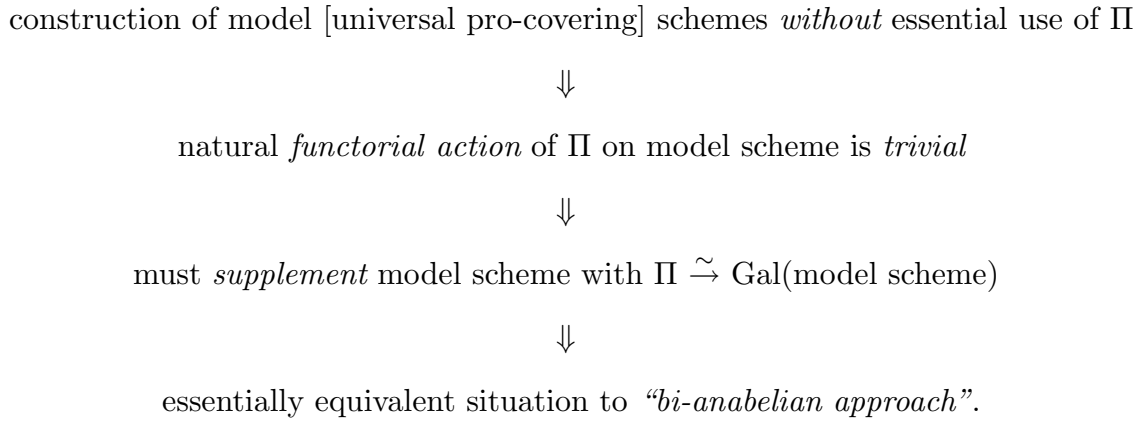 construction of model [universal pro-covering] schemes without essential use of Π
⇓
natural functorial action of Π on model scheme is trivial
⇓
must supplement model scheme with Π ∼→ Gal(model scheme)
⇓
essentially equivalent situation to “bi-anabelian approach”.